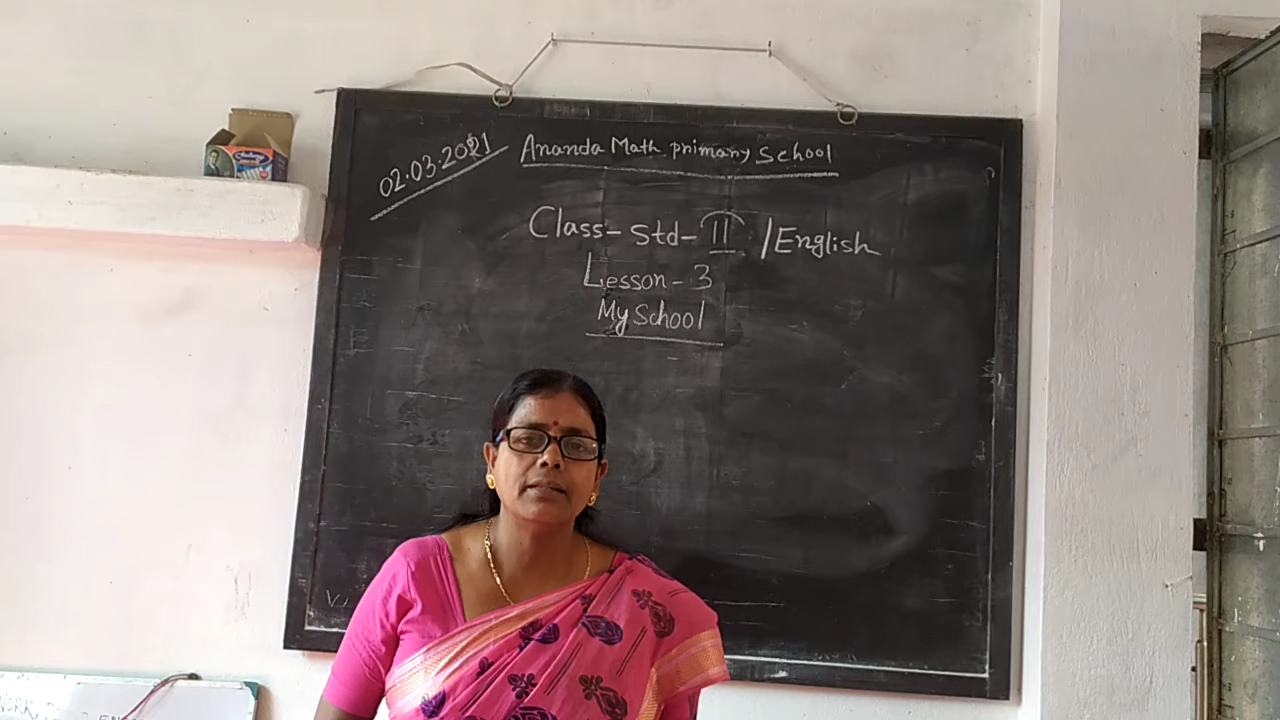 02.03.2021
Ananda Math primary School
Class- Std- II / English
Lesson - 3
My School